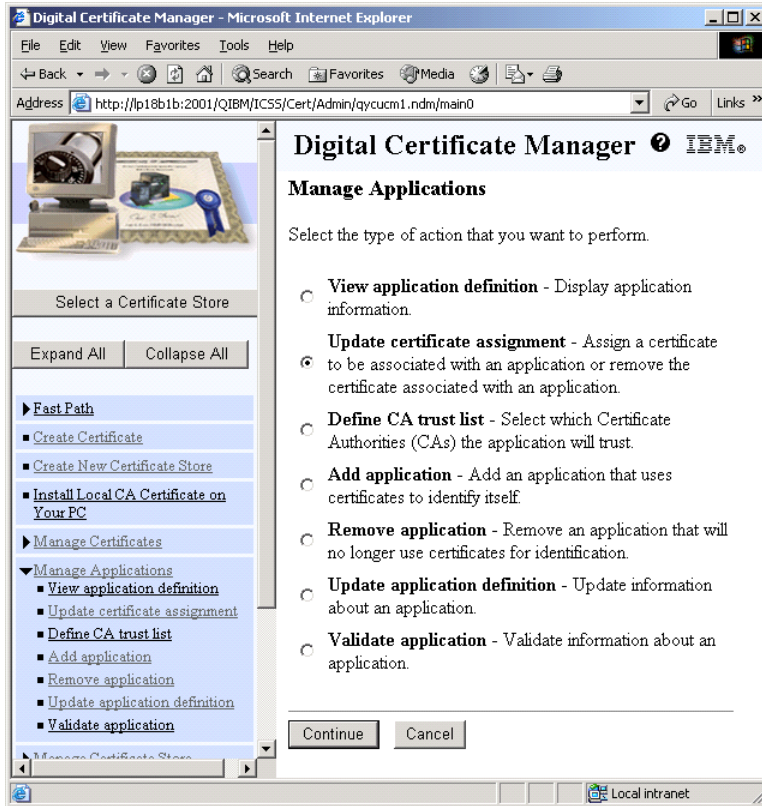 Digital Certificate Manager - Microsoft Internet Explorer
File Edit View Favorites Tools Help
Back Search Favorites Media
Address http://lp18b1b:2001/QIBM/ICSS/Cert/Admin/qycucm1.ndm/main0 Go Links »
Select a Certificate Store
Expand All Collapse All
Fast Path
Create Certificate
Create New Certificate Store
Install Local CA Certificate on
Your PC
Manage Certificates
Manage Applications
View application definition
Update certificate assignment
Define CA trust list
Add application
Remove application
Update application definition
Validate application
Manage Certificate Store
Digital Certificate Manager ? IBM®
Manage Applications
Select the type of action that you want to perform.
View application definition - Display application
information.
Update certificate assignment - Assign a certificate
to be associated with an application or remove the
certificate associated with an application.
Define CA trust list - Select which Certificate
Authorities (CAs) the application will trust.
Add application - Add an application that uses
certificates to identify itself.
Remove application - Remove an application that will
no longer use certificates for identification.
Update application definition - Update information
about an application.
Validate application - Validate information about an
application.
Continue Cancel
Local intranet